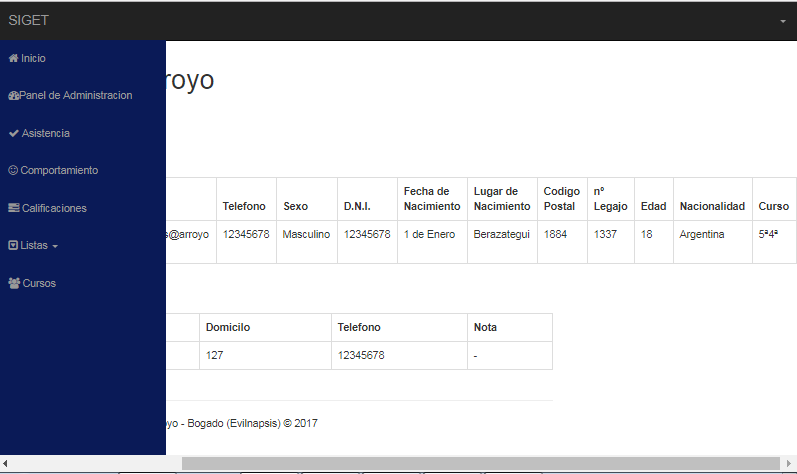 SIGET
Inicio
royo
Panel de Administracion
Asistencia
Comportamiento
Calificaciones
Listas
Cursos
Telefono Sexo D.N.I. Fecha de Nacimiento Lugar de Nacimiento Codigo Postal nº Legajo Edad Nacionalidad Curso
s@arroyo 12345678 Masculino 12345678 1 de Enero Berazategui 1884 1337 18 Argentina 5ª4ª
Domicilo Telefono Nota
127 12345678 -
yo - Bogado (Evilnapsis) © 2017